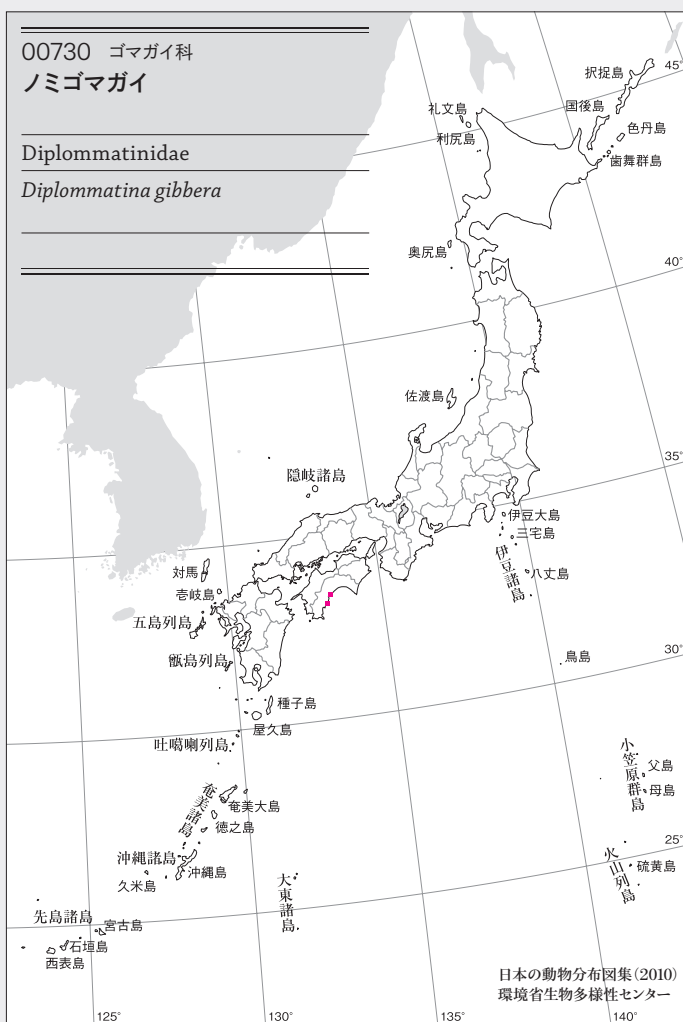 00730 ゴマガイ科
ノミゴマガイ
Diplommatinidae
Diplommatina gibbera
45°
択捉島
国後島
礼文島
色丹島
利尻島
歯舞群島
奥尻島
40°
佐渡島
35°
隠岐諸島
伊豆大島
三宅島
伊豆諸島
八丈島
対馬
壱岐島
五島列島
甑島列島
鳥島
30°
種子島
屋久島
吐噶喇列島
小笠原群島
父島
母島
奄美諸島
奄美大島
徳之島
25°
沖縄諸島
沖縄島
久米島
火山列島
硫黄島
大東諸島
先島諸島
宮古島
石垣島
西表島
日本の動物分布図集(2010)
環境省生物多様性センター
125°
130°
135°
140°